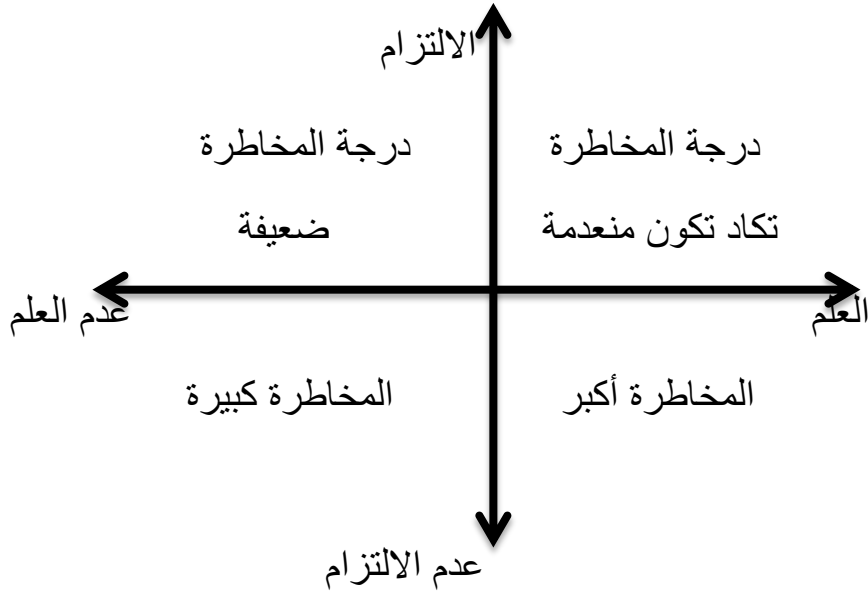 الالتزام
درجة المخاطرة
تكاد تكون منعدمة
درجة المخاطرة
ضعيفة
العلم
عدم العلم
المخاطرة أكبر
المخاطرة كبيرة
عدم الالتزام